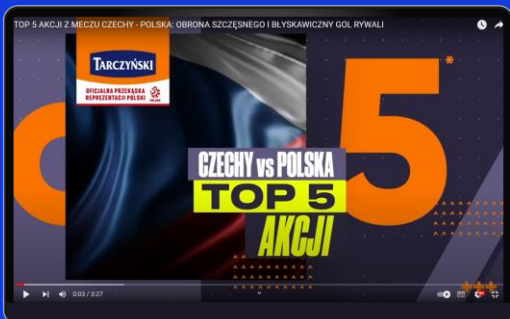 TOP 5 AKCJI Z MECZU CZECHY - POLSKA: OBRONA SZCZĘSNEGO I BŁYSKAWICZNY GOL RYWALI
TARCZYŃSKI
OFICJALNA PRZEKĄSKA
REPREZENTACJI POLSKI
5*
CZECHY vs POLSKA
TOP 5
AKCJI
0:03 / 3:27